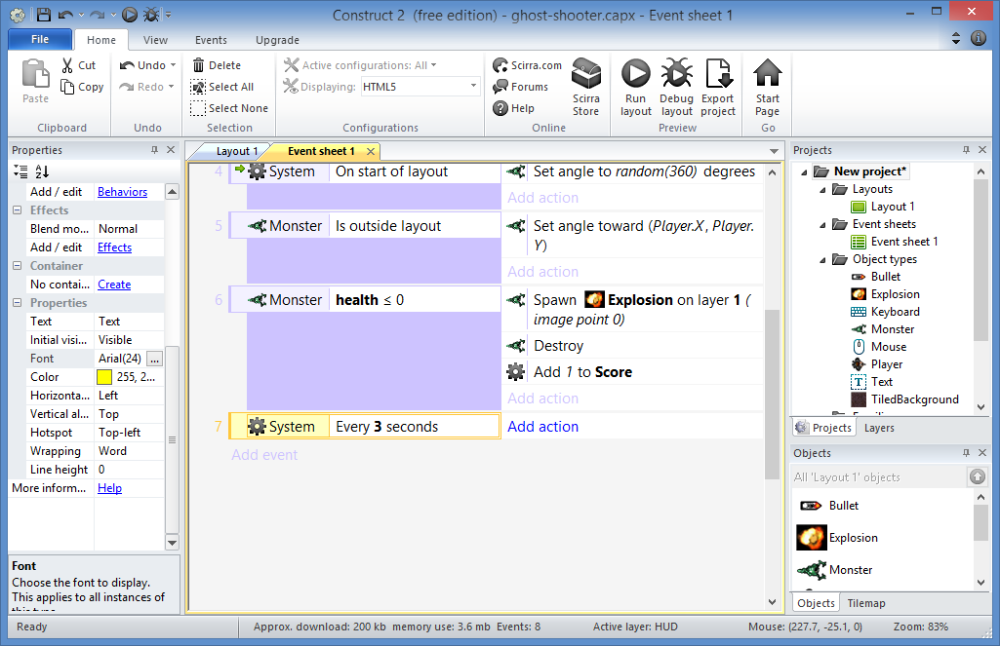 Construct 2 (free edition) - ghost-shooter.capx - Event sheet 1
File Home View Events Upgrade
Paste
Cut
Copy
Clipboard
Undo
Redo
Undo
Delete
Select All
Select None
Selection
Active configurations: All
Displaying: HTML5
Configurations
Scirra.com
Forums
Help
Scirra Store
Online
Run layout
Debug layout
Export project
Preview
Start Page
Go
Properties
Add / edit Behaviors
Effects
Blend mo... Normal
Add / edit Effects
Container
No contai... Create
Properties
Text Text
Initial visi... Visible
Font Arial(24) ...
Color 255, 2...
Horizonta... Left
Vertical al... Top
Hotspot Top-left
Wrapping Word
Line height 0
More inform... Help
Font
Choose the font to display.
This applies to all instances of
Layout 1 Event sheet 1
4 System On start of layout Set angle to random(360) degrees
Add action
5 Monster Is outside layout Set angle toward (Player.X, Player.
Y)
Add action
6 Monster health ≤ 0 Spawn Explosion on layer 1 (
image point 0)
Destroy
Add 1 to Score
Add action
7 System Every 3 seconds Add action
Add event
Projects
New project*
Layouts
Layout 1
Event sheets
Event sheet 1
Object types
Bullet
Explosion
Keyboard
Monster
Mouse
Player
Text
TiledBackground
Projects Layers
Objects
All 'Layout 1' objects
Bullet
Explosion
Monster
Objects Tilemap
Ready Approx. download: 200 kb memory use: 3.6 mb Events: 8 Active layer: HUD Mouse: (227.7, -25.1, 0) Zoom: 83%